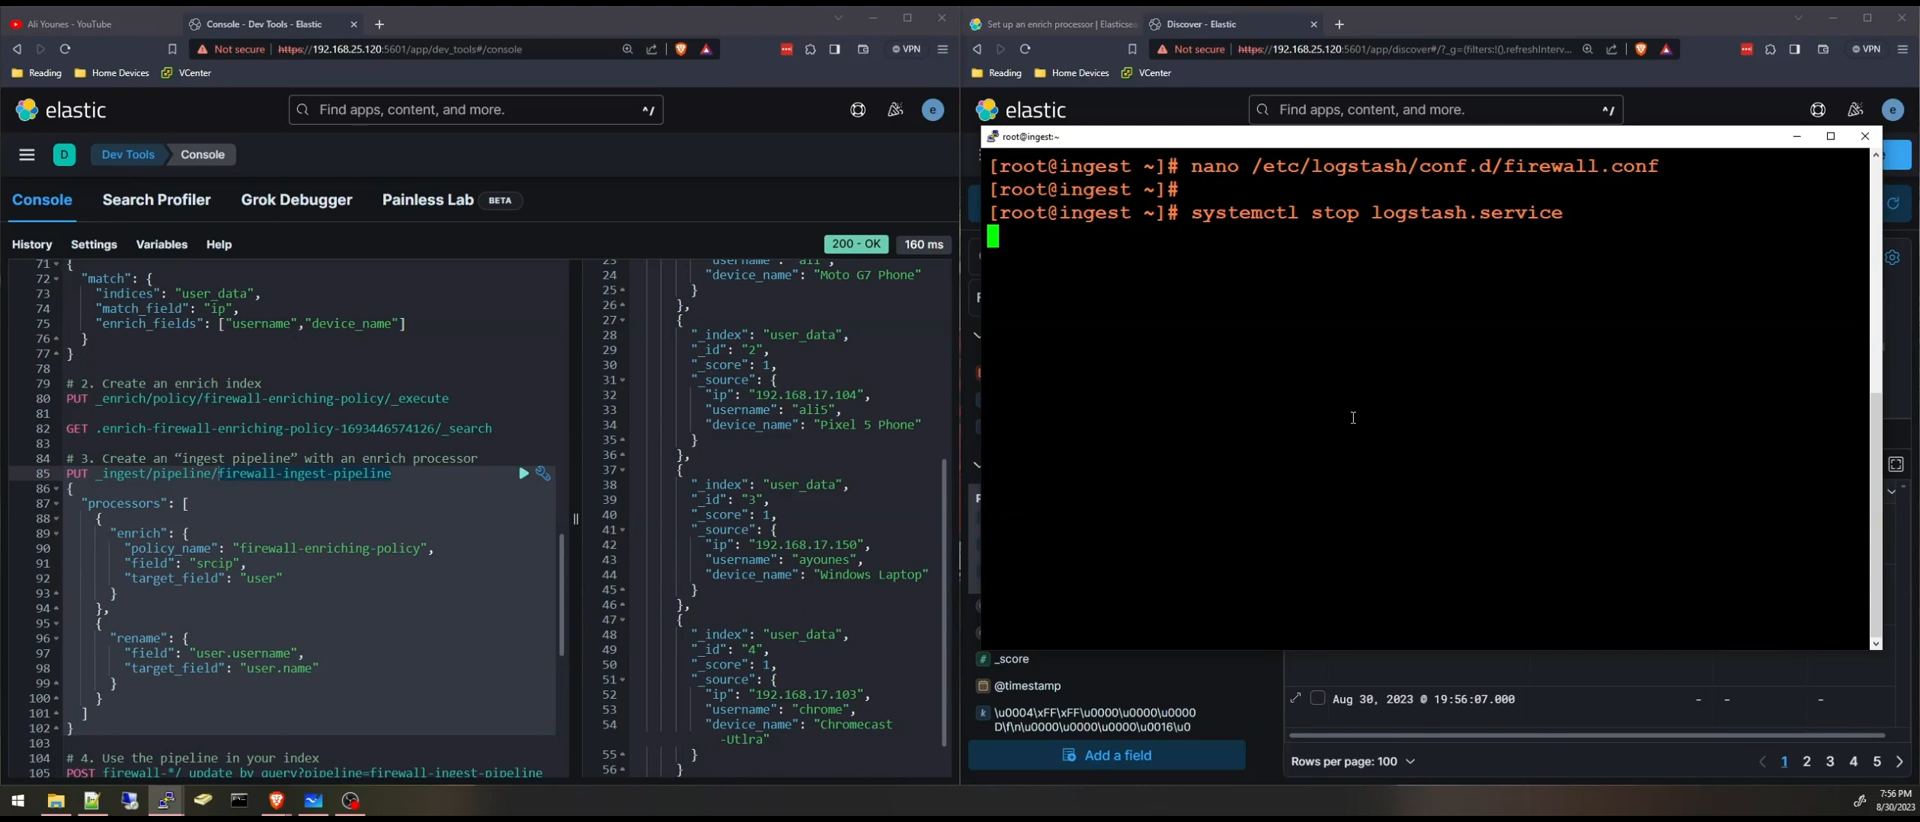 Ali Younes - YouTube
Console - Dev Tools - Elastic
Not secure https://192.168.25.120:5601/app/dev_tools#/console
VPN
Reading Home Devices VCenter
elastic
Find apps, content, and more. ^/
e
D Dev Tools Console
Console Search Profiler Grok Debugger Painless Lab BETA
History Settings Variables Help
200 - OK 160 ms
71 {
72 "match": {
73 "indices": "user_data",
74 "match_field": "ip",
75 "enrich_fields": ["username","device_name"]
76 }
77 }
78
79 # 2. Create an enrich index
80 PUT _enrich/policy/firewall-enriching-policy/_execute
81
82 GET .enrich-firewall-enriching-policy-1693446574126/_search
83
84 # 3. Create an “ingest pipeline” with an enrich processor
85 PUT _ingest/pipeline/firewall-ingest-pipeline
86 {
87 "processors": [
88 {
89 "enrich": {
90 "policy_name": "firewall-enriching-policy",
91 "field": "srcip",
92 "target_field": "user"
93 }
94 },
95 {
96 "rename": {
97 "field": "user.username",
98 "target_field": "user.name"
99 }
100 }
101 ]
102 }
103
104 # 4. Use the pipeline in your index
105 POST firewall-*/_update_by_query?pipeline=firewall-ingest-pipeline
23 "username": "ali",
24 "device_name": "Moto G7 Phone"
25 }
26 },
27 {
28 "_index": "user_data",
29 "_id": "2",
30 "_score": 1,
31 "_source": {
32 "ip": "192.168.17.104",
33 "username": "ali5",
34 "device_name": "Pixel 5 Phone"
35 }
36 },
37 {
38 "_index": "user_data",
39 "_id": "3",
40 "_score": 1,
41 "_source": {
42 "ip": "192.168.17.150",
43 "username": "ayounes",
44 "device_name": "Windows Laptop"
45 }
46 },
47 {
48 "_index": "user_data",
49 "_id": "4",
50 "_score": 1,
51 "_source": {
52 "ip": "192.168.17.103",
53 "username": "chrome",
54 "device_name": "Chromecast
-Utlra"
55 }
56 }
Set up an enrich processor | Elasticse
Discover - Elastic
Not secure https://192.168.25.120:5601/app/discover#/?_g=(filters:!(),refreshInterv...
VPN
Reading Home Devices VCenter
elastic
Find apps, content, and more. ^/
e
root@ingest:~
[root@ingest ~]# nano /etc/logstash/conf.d/firewall.conf
[root@ingest ~]#
[root@ingest ~]# systemctl stop logstash.service
# _score
@timestamp
k \u0004\xFF\xFF\u0000\u0000\u0000
D\f\n\u0000\u0000\u0000\u0016\u0
Add a field
Aug 30, 2023 @ 19:56:07.000 - - -
Rows per page: 100
1 2 3 4 5
7:56 PM
8/30/2023